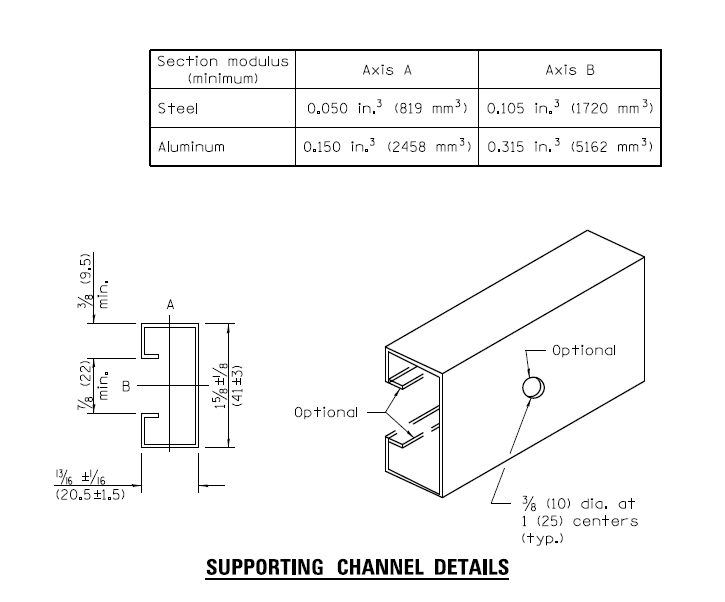 Section modulus
(minimum)
Axis A
Axis B
Steel
0.050 in.³ (819 mm³)
0.105 in.³ (1720 mm³)
Aluminum
0.150 in.³ (2458 mm³)
0.315 in.³ (5162 mm³)
3/8 (9.5)
min.
A
7/8 (22)
min.
B
1 5/8 ± 1/8
(41±3)
13/16 ± 1/16
(20.5±1.5)
Optional
Optional
3/8 (10) dia. at
1 (25) centers
(typ.)
SUPPORTING CHANNEL DETAILS